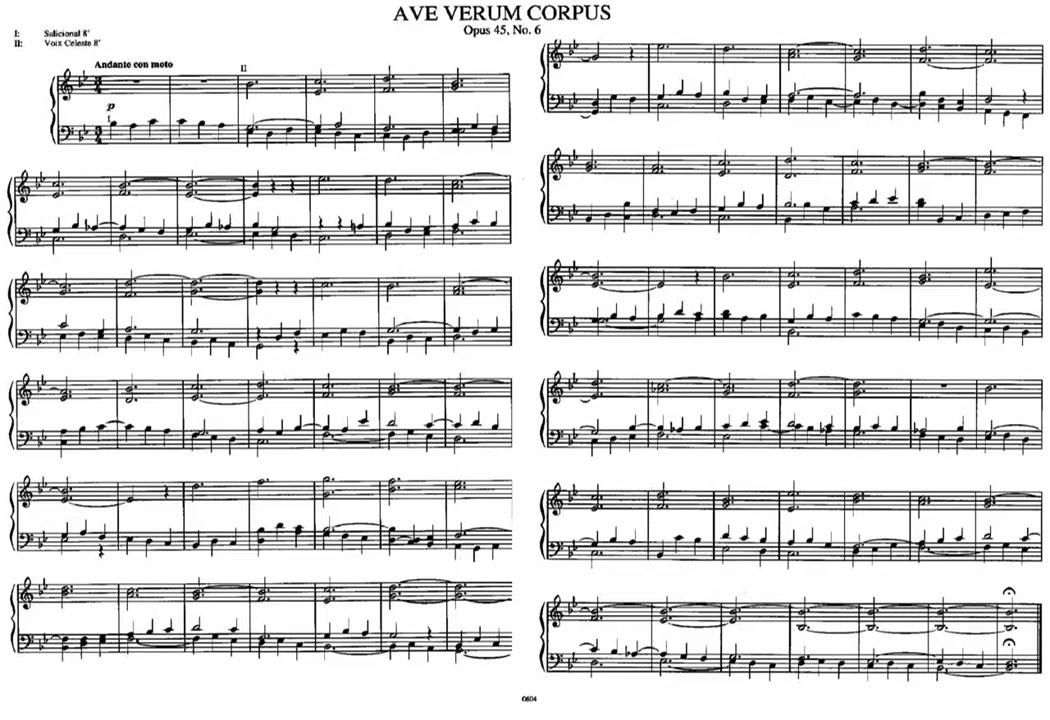 AVE VERUM CORPUS
Opus 45, No. 6
I: Salicional 8'
II: Voix Celeste 8'
Andante con moto
II
p
I
0604